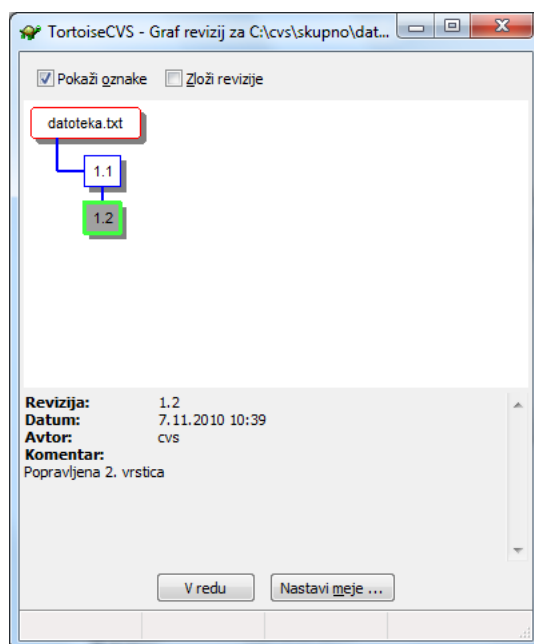 TortoiseCVS - Graf revizij za C:\cvs\skupno\dat...
Pokaži oznake Zloži revizije
datoteka.txt
1.1
1.2
Revizija: 1.2
Datum: 7.11.2010 10:39
Avtor: cvs
Komentar:
Popravljena 2. vrstica
V redu Nastavi meje ...